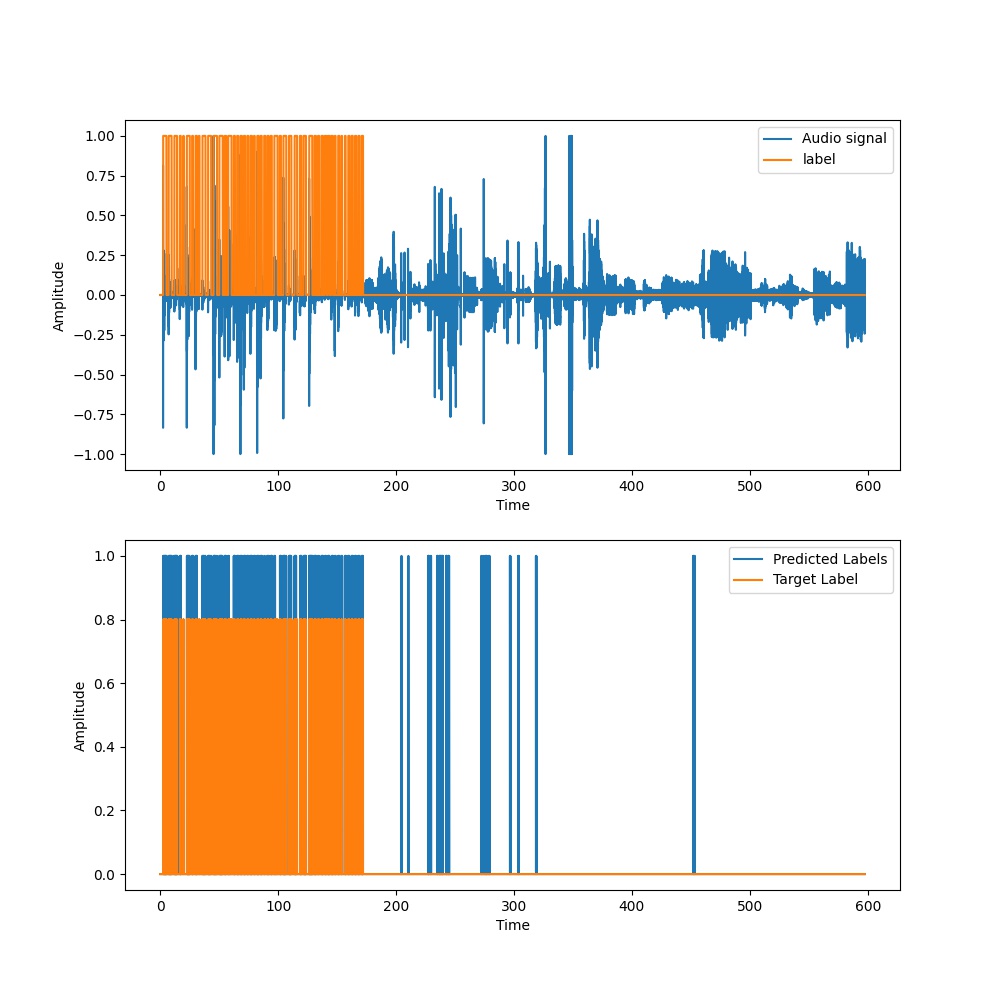 1.00
0.75
0.50
0.25
0.00
−0.25
−0.50
−0.75
−1.00
Amplitude
Audio signal
label
0 100 200 300 400 500 600
Time
1.0
0.8
0.6
0.4
0.2
0.0
Amplitude
Predicted Labels
Target Label
0 100 200 300 400 500 600
Time